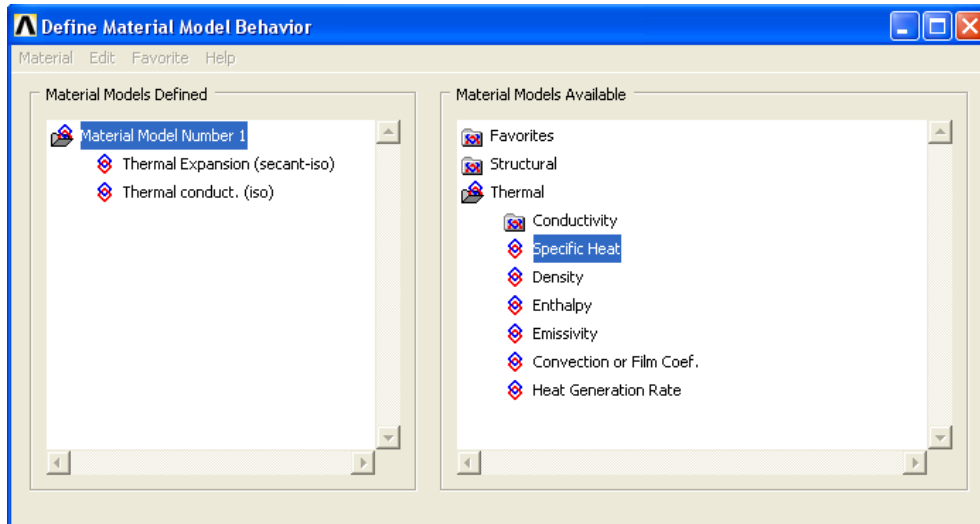 Define Material Model Behavior
Material Edit Favorite Help
Material Models Defined
Material Model Number 1
Thermal Expansion (secant-iso)
Thermal conduct. (iso)
Material Models Available
Favorites
Structural
Thermal
Conductivity
Specific Heat
Density
Enthalpy
Emissivity
Convection or Film Coef.
Heat Generation Rate